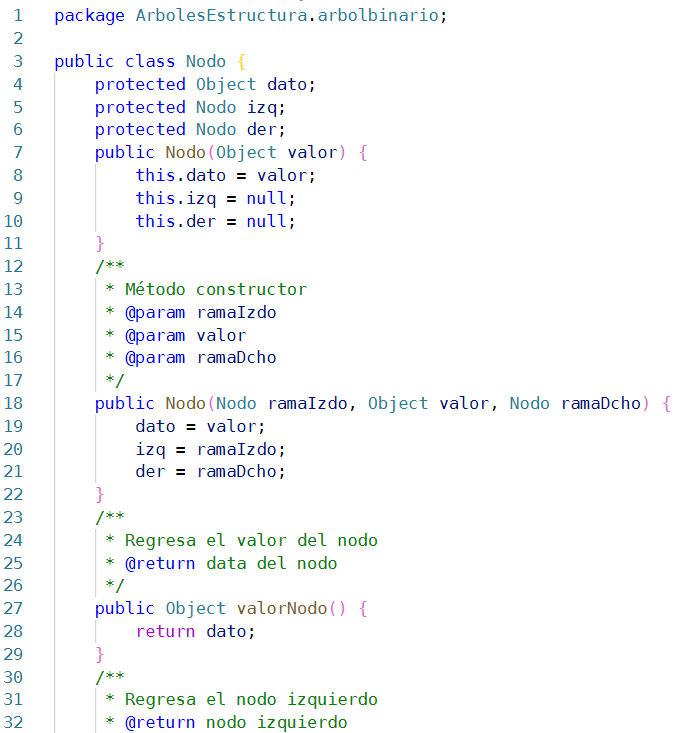 1 package ArbolesEstructura.arbolbinario;
2
3 public class Nodo {
4     protected Object dato;
5     protected Nodo izq;
6     protected Nodo der;
7     public Nodo(Object valor) {
8         this.dato = valor;
9         this.izq = null;
10         this.der = null;
11     }
12     /**
13      * Método constructor
14      * @param ramaIzdo
15      * @param valor
16      * @param ramaDcho
17      */
18     public Nodo(Nodo ramaIzdo, Object valor, Nodo ramaDcho) {
19         dato = valor;
20         izq = ramaIzdo;
21         der = ramaDcho;
22     }
23     /**
24      * Regresa el valor del nodo
25      * @return data del nodo
26      */
27     public Object valorNodo() {
28         return dato;
29     }
30     /**
31      * Regresa el nodo izquierdo
32      * @return nodo izquierdo